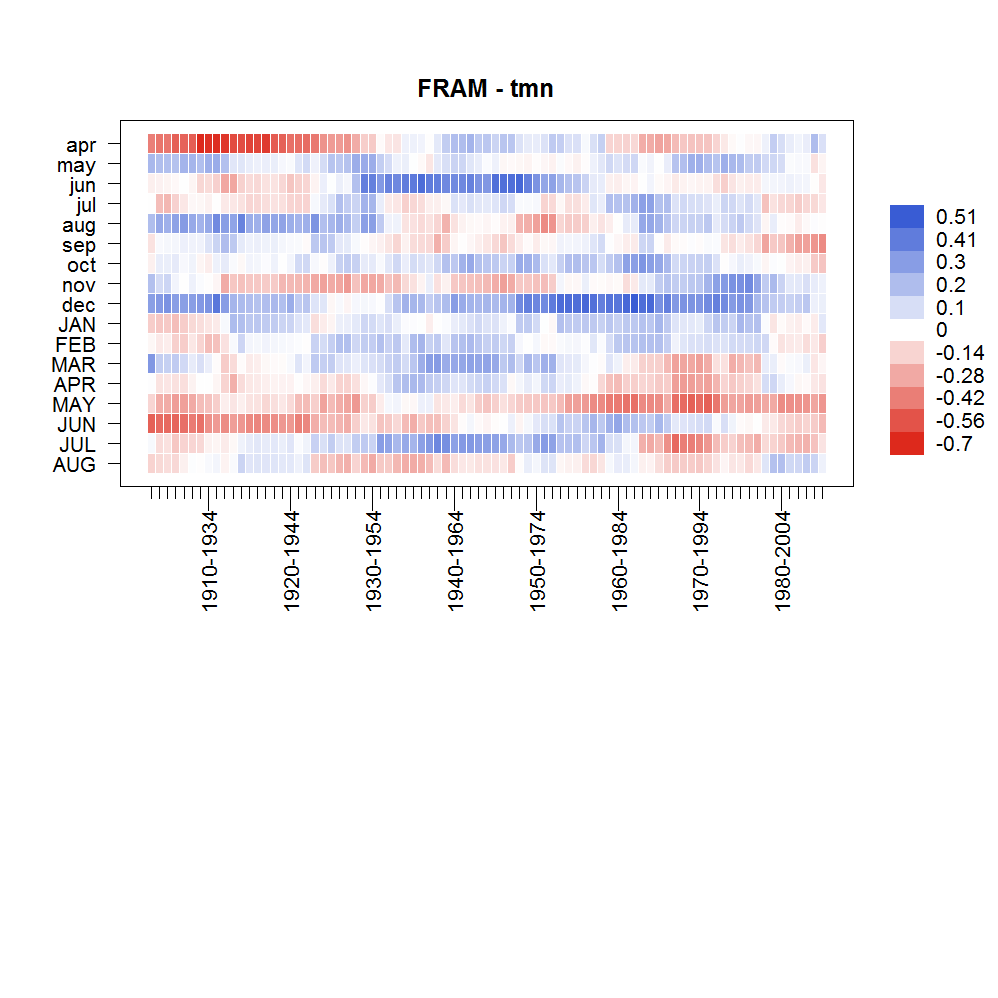 FRAM - tmn
apr
may
jun
jul
aug
sep
oct
nov
dec
JAN
FEB
MAR
APR
MAY
JUN
JUL
AUG
1910-1934
1920-1944
1930-1954
1940-1964
1950-1974
1960-1984
1970-1994
1980-2004
0.51
0.41
0.3
0.2
0.1
0
-0.14
-0.28
-0.42
-0.56
-0.7